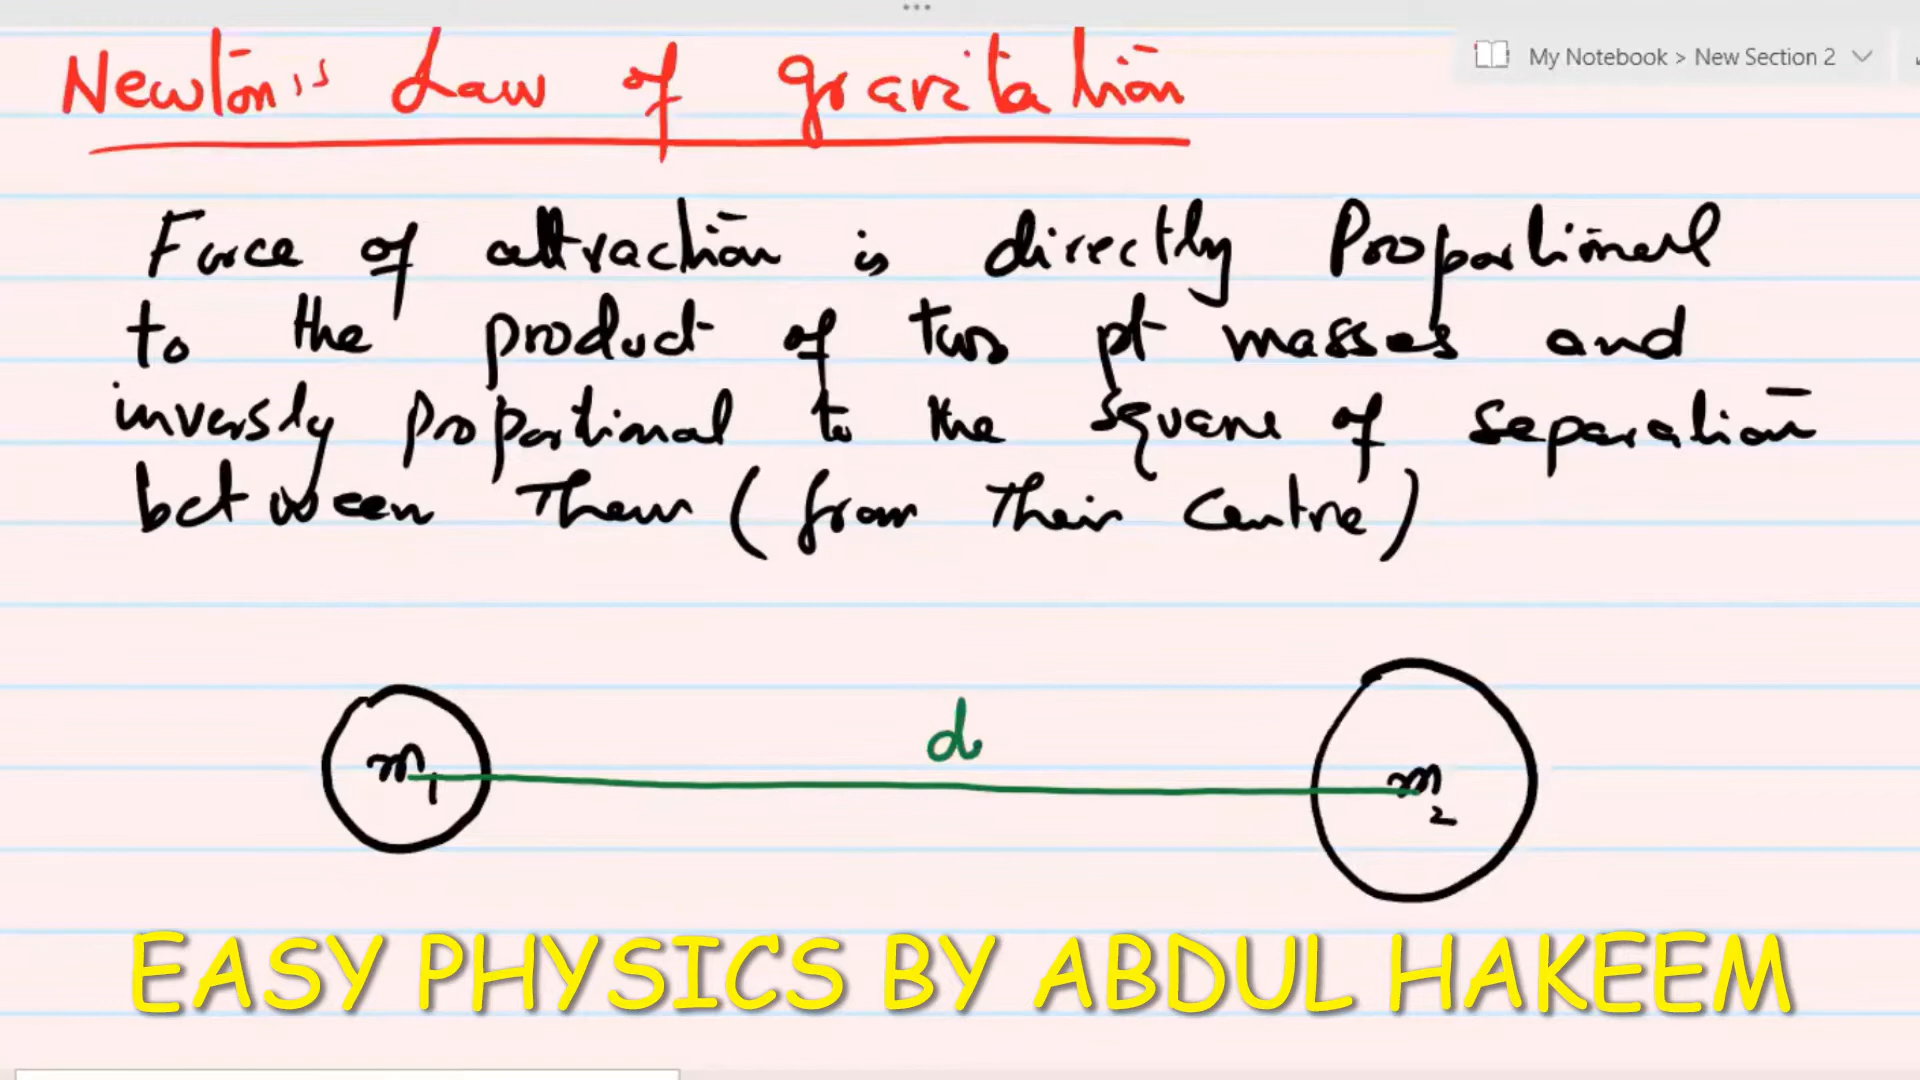 Newton's Law of gravitation
My Notebook > New Section 2
Force of attraction is directly Proportional
to the product of two pt masses and
inversly proportional to the square of separation
between Them (from Their Centre)
d
m₁
m₂
EASY PHYSICS BY ABDUL HAKEEM